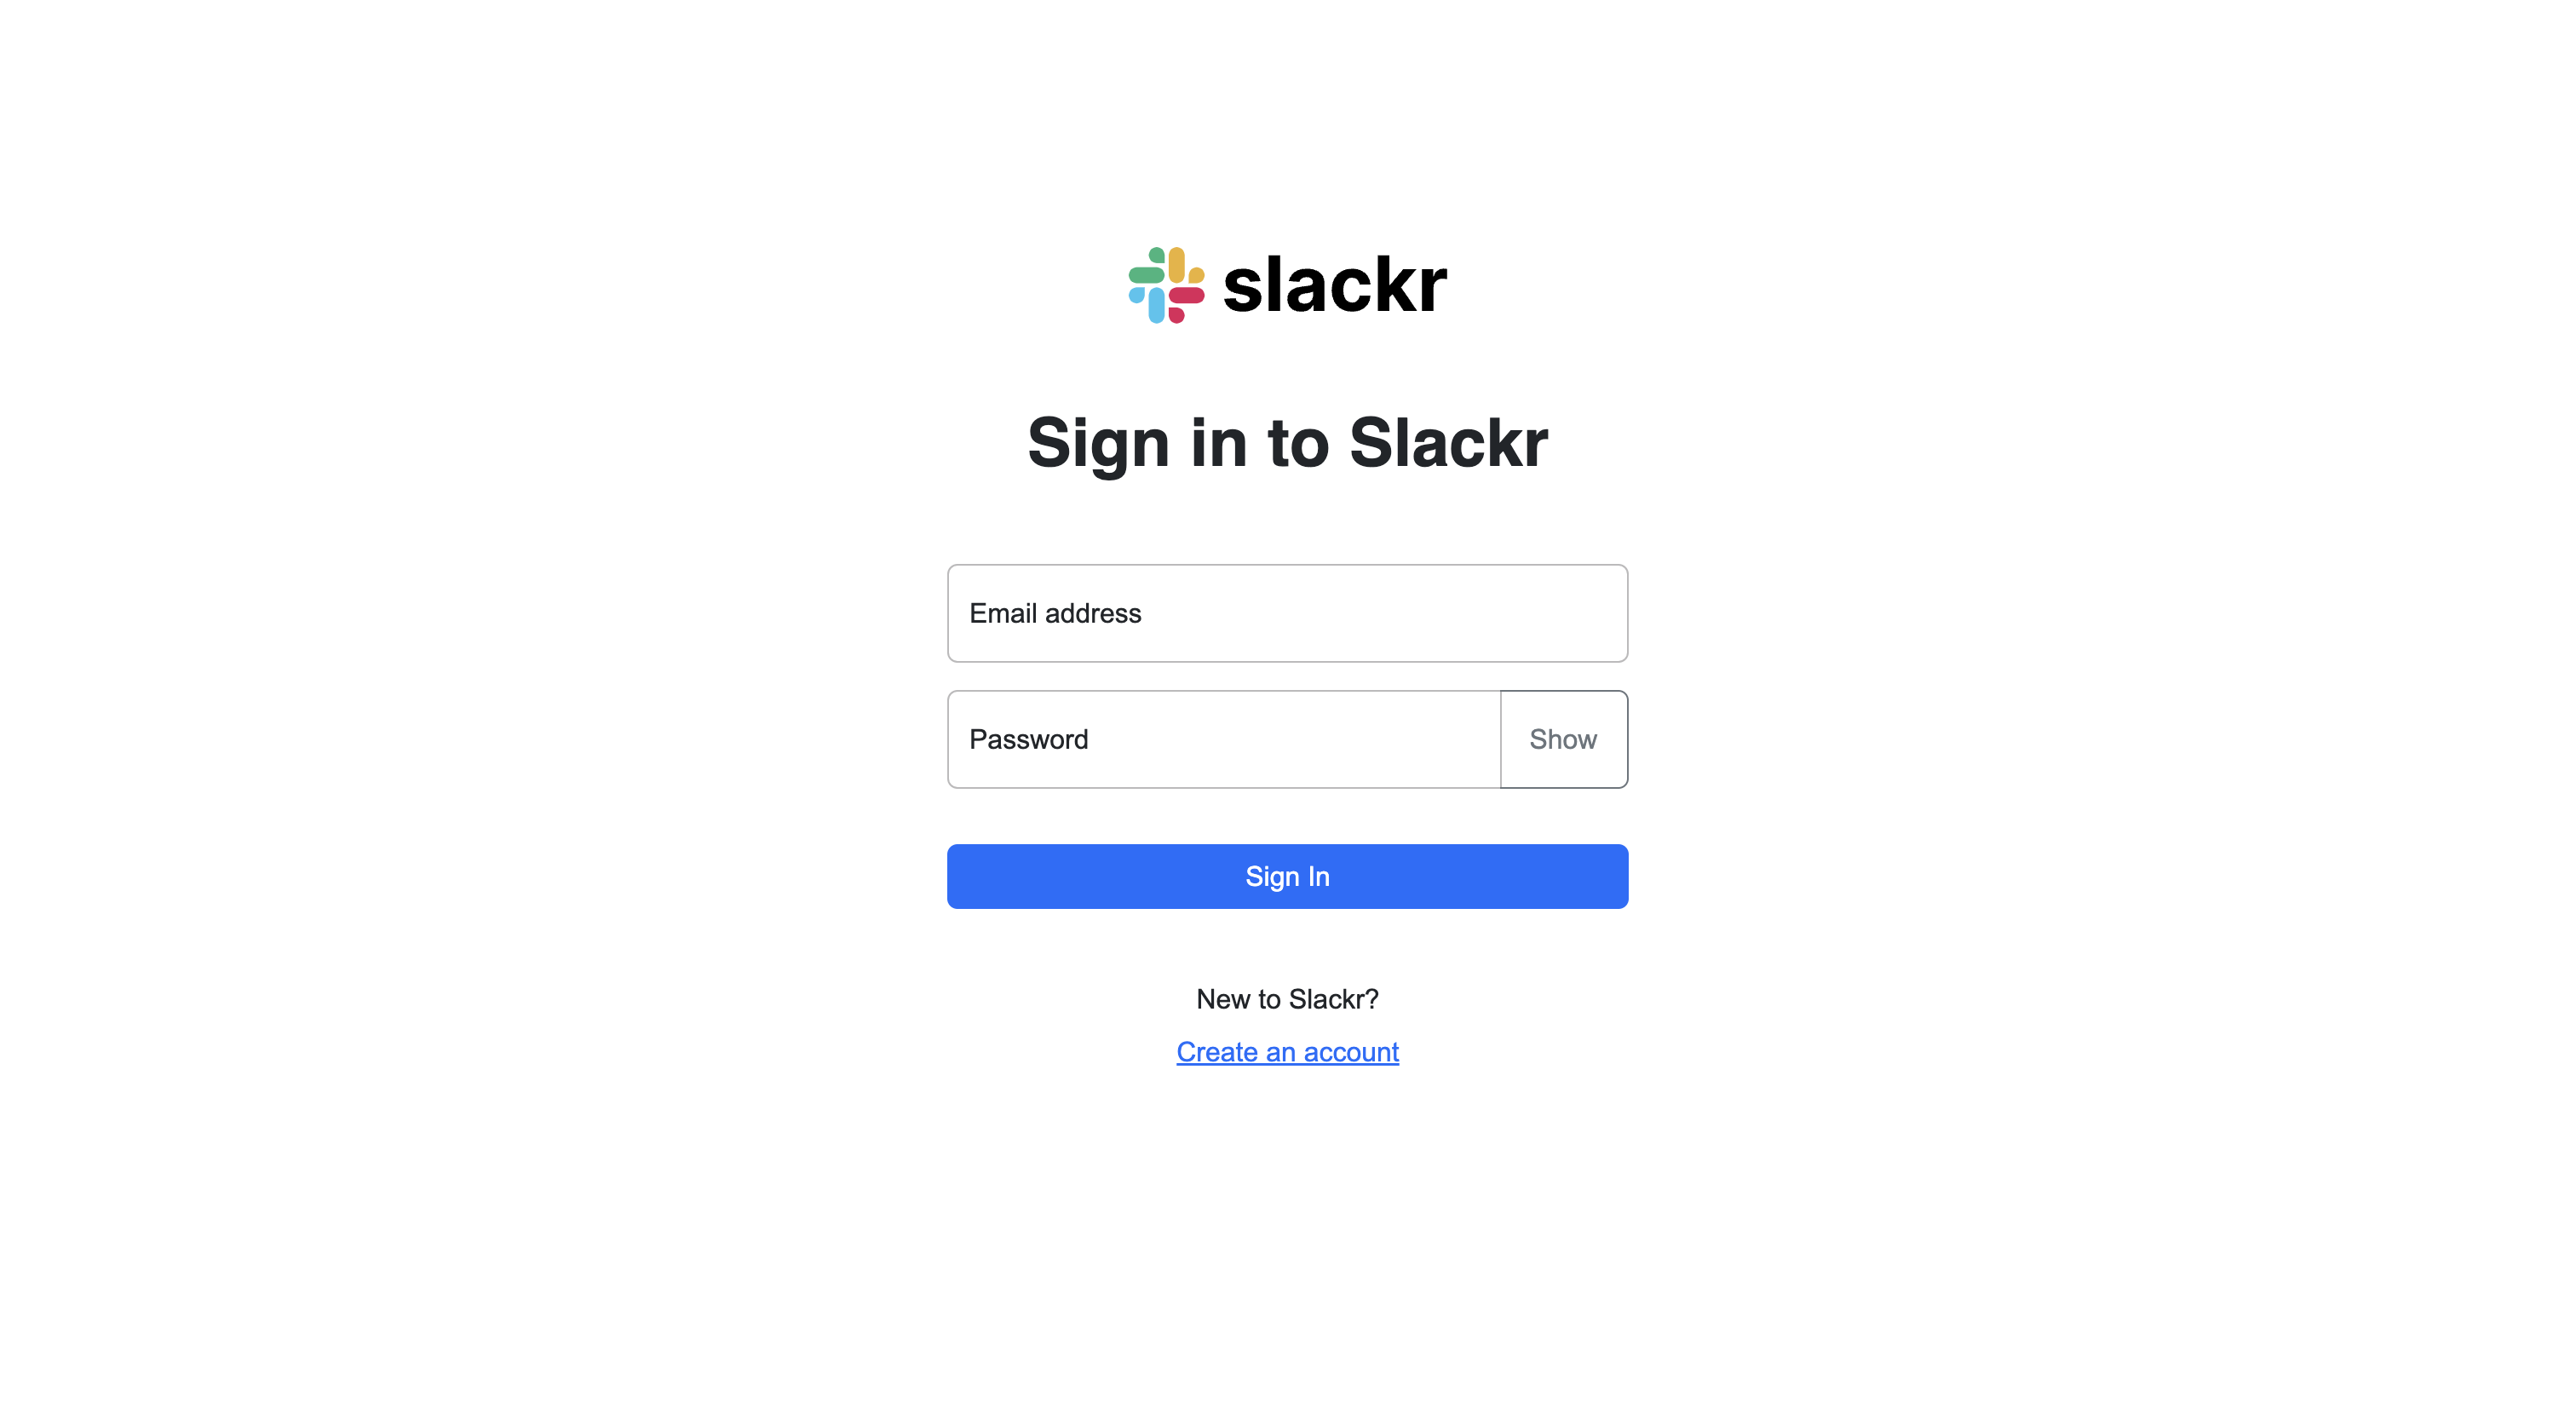 slackr
Sign in to Slackr
Email address
Password
Show
Sign In
New to Slackr?
Create an account